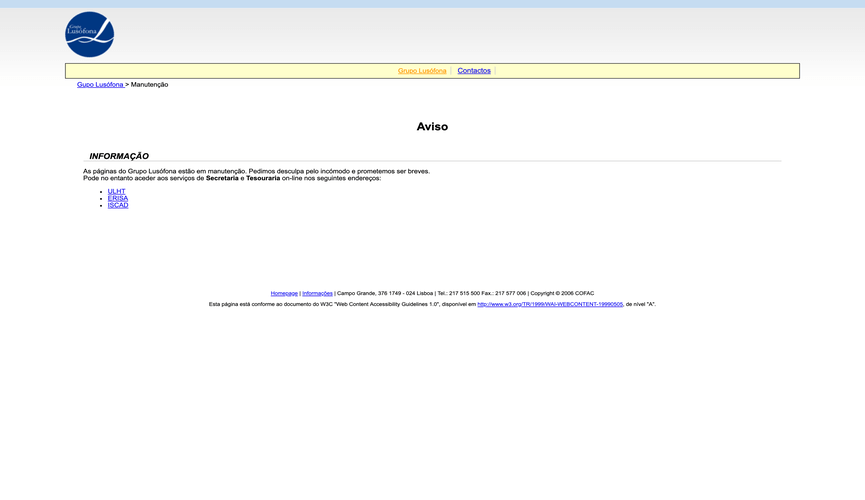 Grupo
Lusófona
Grupo Lusófona | Contactos |
Gupo Lusófona > Manutenção
Aviso
INFORMAÇÃO
As páginas do Grupo Lusófona estão em manutenção. Pedimos desculpa pelo incómodo e prometemos ser breves.
Pode no entanto aceder aos serviços de Secretaria e Tesouraria on-line nos seguintes endereços:
• ULHT
• ERISA
• ISCAD
Homepage | Informações | Campo Grande, 376 1749 - 024 Lisboa | Tel.: 217 515 500 Fax.: 217 577 006 | Copyright © 2006 COFAC
Esta página está conforme ao documento do W3C "Web Content Accessibility Guidelines 1.0", disponível em http://www.w3.org/TR/1999/WAI-WEBCONTENT-19990505, de nível "A".